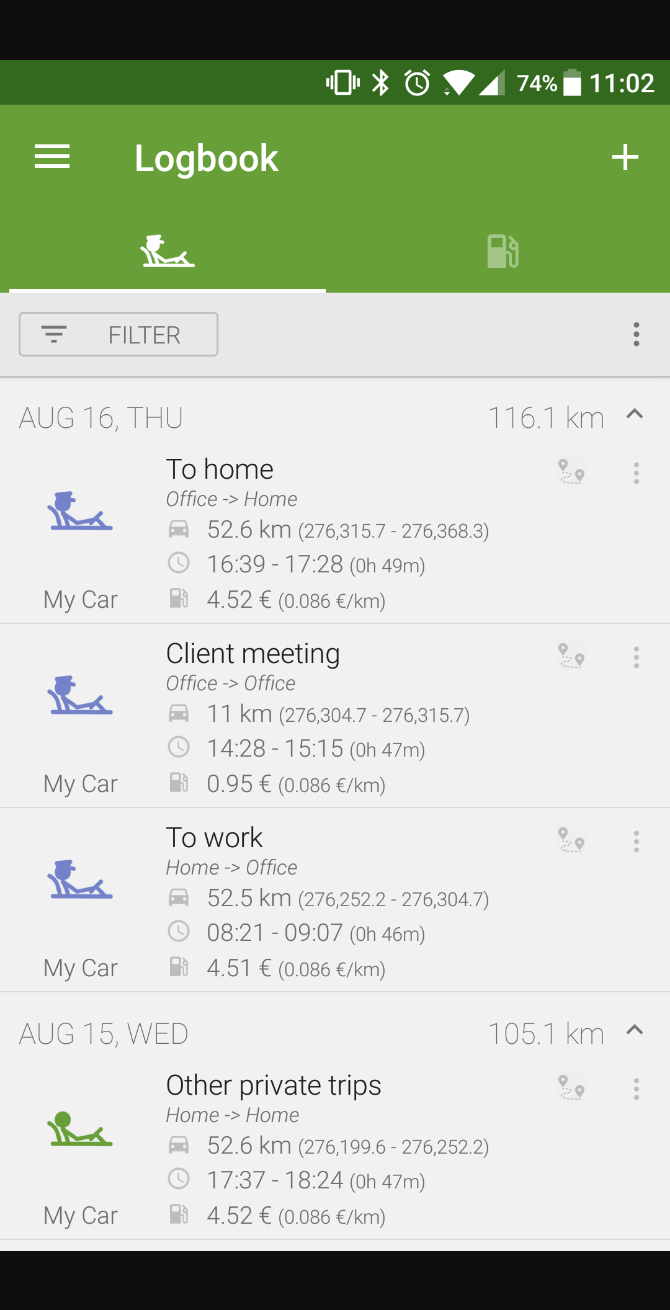 74% 11:02
Logbook
FILTER
AUG 16, THU 116.1 km
To home
Office -> Home
52.6 km (276,315.7 - 276,368.3)
16:39 - 17:28 (0h 49m)
My Car 4.52 € (0.086 €/km)
Client meeting
Office -> Office
11 km (276,304.7 - 276,315.7)
14:28 - 15:15 (0h 47m)
My Car 0.95 € (0.086 €/km)
To work
Home -> Office
52.5 km (276,252.2 - 276,304.7)
08:21 - 09:07 (0h 46m)
My Car 4.51 € (0.086 €/km)
AUG 15, WED 105.1 km
Other private trips
Home -> Home
52.6 km (276,199.6 - 276,252.2)
17:37 - 18:24 (0h 47m)
My Car 4.52 € (0.086 €/km)